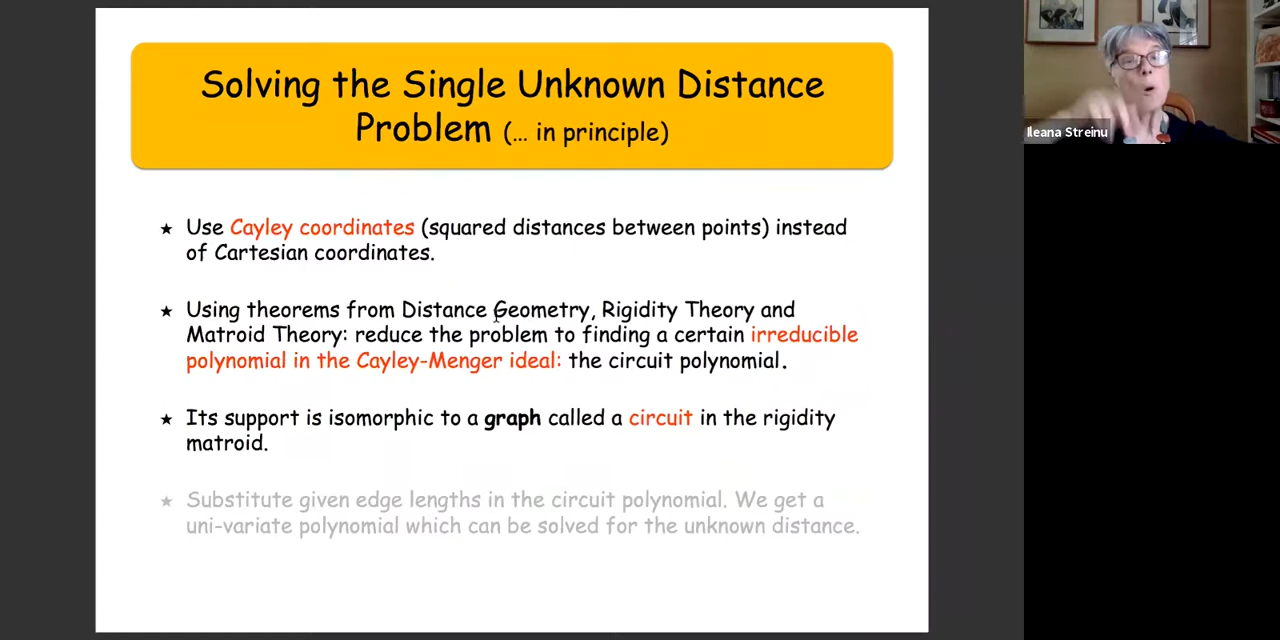 Solving the Single Unknown Distance
Problem (... in principle)
★ Use Cayley coordinates (squared distances between points) instead
of Cartesian coordinates.
★ Using theorems from Distance Geometry, Rigidity Theory and
Matroid Theory: reduce the problem to finding a certain irreducible
polynomial in the Cayley-Menger ideal: the circuit polynomial.
★ Its support is isomorphic to a graph called a circuit in the rigidity
matroid.
★ Substitute given edge lengths in the circuit polynomial. We get a
uni-variate polynomial which can be solved for the unknown distance.
Ileana Streinu